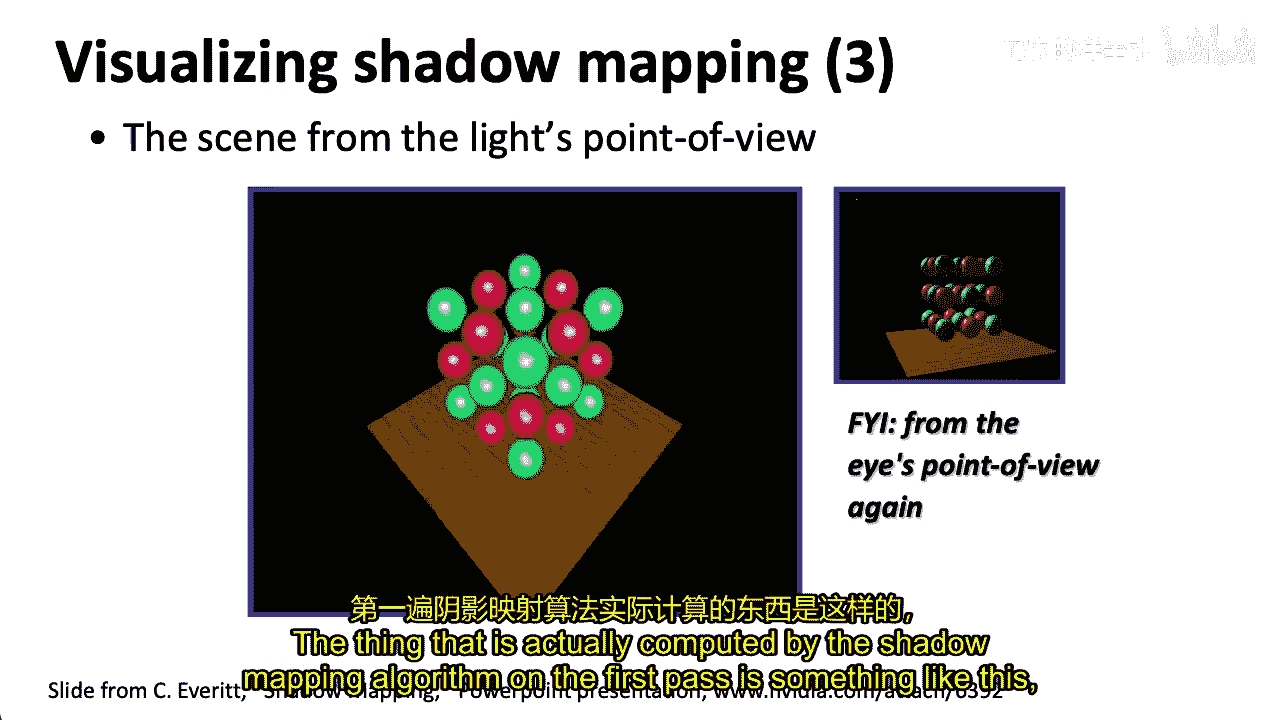 Visualizing shadow mapping (3)
• The scene from the light's point-of-view
FYI: from the
eye's point-of-view
again
第一遍阴影映射算法实际计算的东西是这样的,
The thing that is actually computed by the shadow
mapping algorithm on the first pass is something like this,
Slide from C. Everitt,